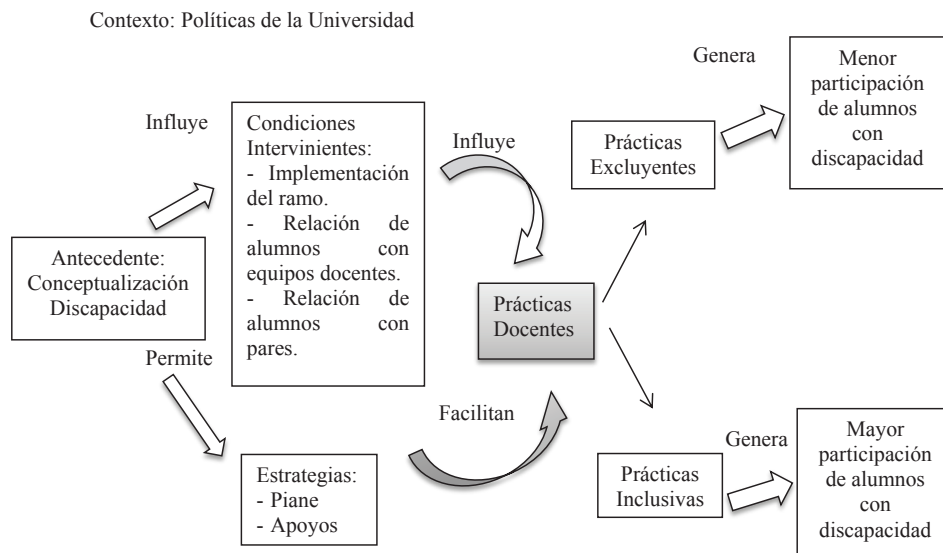 Contexto: Políticas de la Universidad
Influye
Condiciones
Intervinientes:
- Implementación
del ramo.
- Relación de
alumnos con
equipos docentes.
- Relación de
alumnos con
pares.
Antecedente:
Conceptualización
Discapacidad
Permite
Estrategias:
- Piane
- Apoyos
Influye
Prácticas
Docentes
Facilitan
Prácticas
Excluyentes
Genera
Menor
participación
de alumnos
con
discapacidad
Prácticas
Inclusivas
Genera
Mayor
participación
de alumnos
con
discapacidad